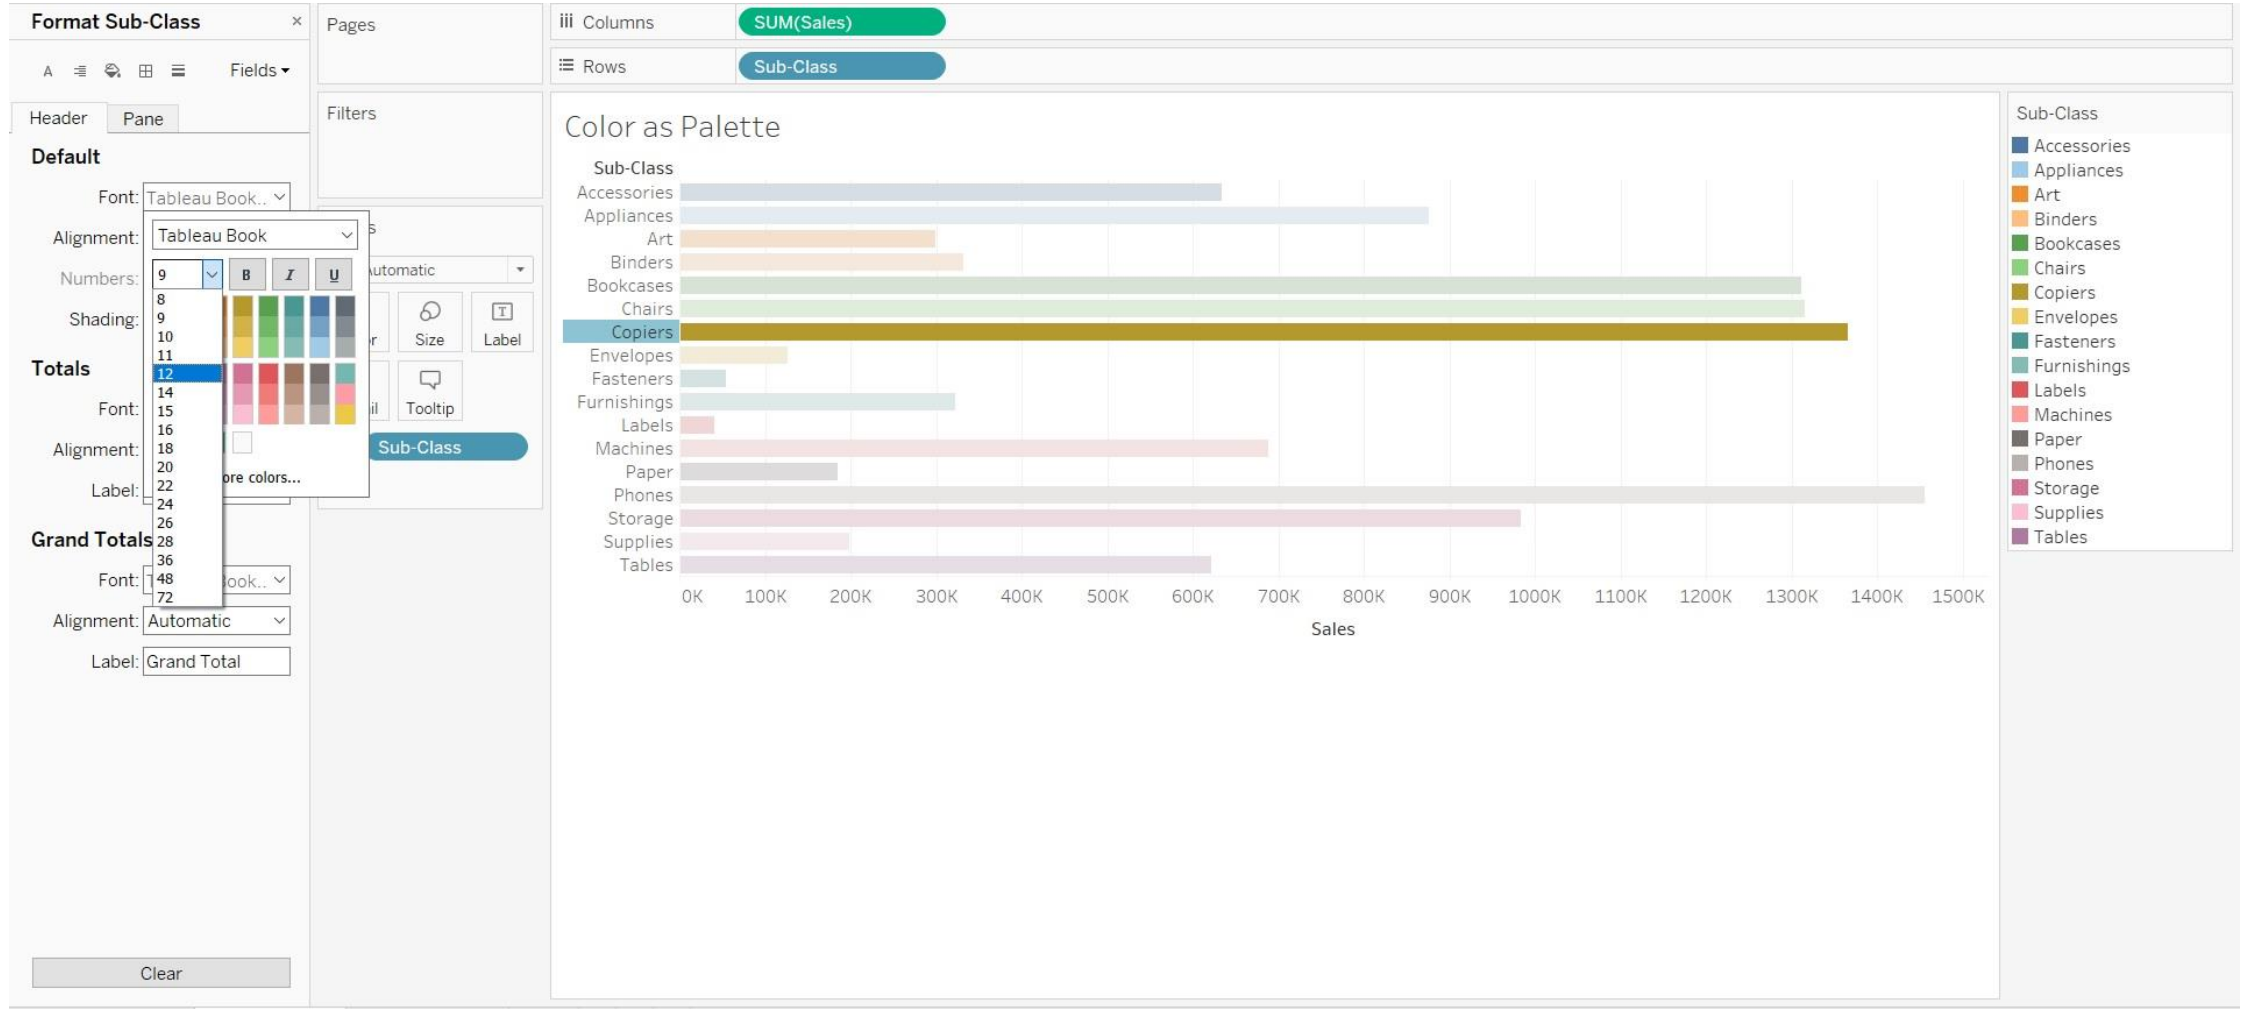 Format Sub-Class ×
A Fields
Header Pane
Default
Font: Tableau Book..
Alignment: Tableau Book
Numbers: 9 B I U
Shading:
8
9
10
11
12
14
15
16
18
20
22
24
26
28
36
48
72
More colors...
Totals
Font:
Alignment:
Label:
Grand Totals
Font: T Book..
Alignment: Automatic
Label: Grand Total
Clear
Pages
Filters
s
utomatic
r Size T Label
il Tooltip
Sub-Class
iii Columns SUM(Sales)
Rows Sub-Class
Color as Palette
Sub-Class
Accessories
Appliances
Art
Binders
Bookcases
Chairs
Copiers
Envelopes
Fasteners
Furnishings
Labels
Machines
Paper
Phones
Storage
Supplies
Tables
0K 100K 200K 300K 400K 500K 600K 700K 800K 900K 1000K 1100K 1200K 1300K 1400K 1500K
Sales
Sub-Class
Accessories
Appliances
Art
Binders
Bookcases
Chairs
Copiers
Envelopes
Fasteners
Furnishings
Labels
Machines
Paper
Phones
Storage
Supplies
Tables